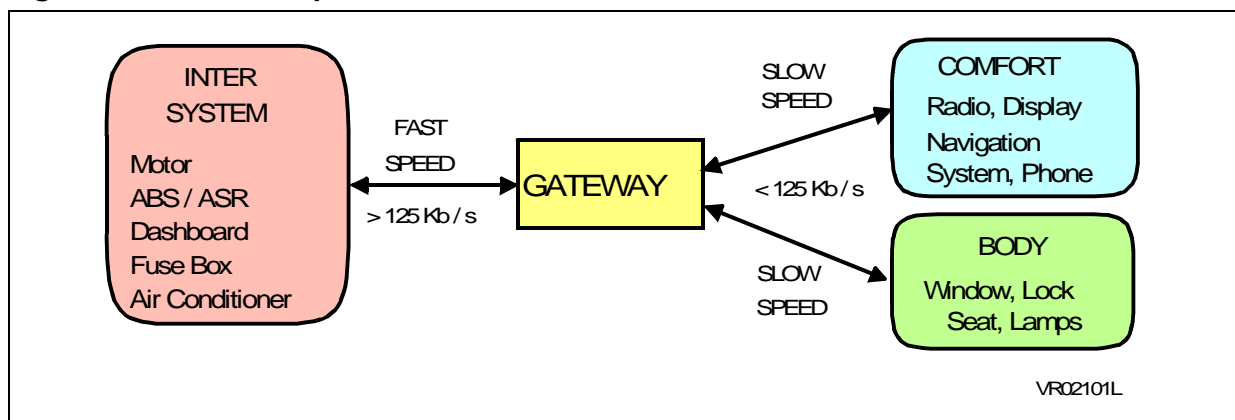 INTER
SYSTEM
Motor
ABS / ASR
Dashboard
Fuse Box
Air Conditioner
FAST
SPEED
> 125 Kb / s
GATEWAY
SLOW
SPEED
< 125 Kb / s
SLOW
SPEED
COMFORT
Radio, Display
Navigation
System, Phone
BODY
Window, Lock
Seat, Lamps
VR02101L